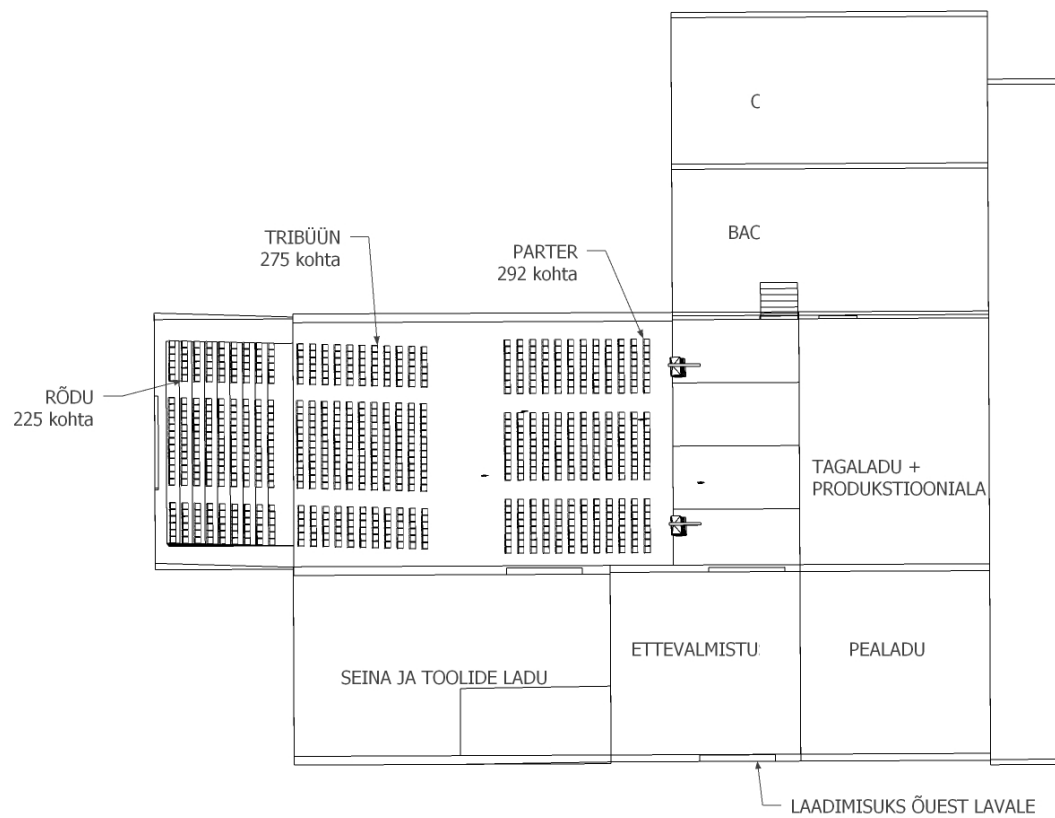 C
BAC
TRIBÜÜN
275 kohta
PARTER
292 kohta
RÕDU
225 kohta
TAGALADU +
PRODUKSTIOONIALA
SEINA JA TOOLIDE LADU
ETTEVALMISTU
PEALADU
LAADIMISUKS ÕUEST LAVALE